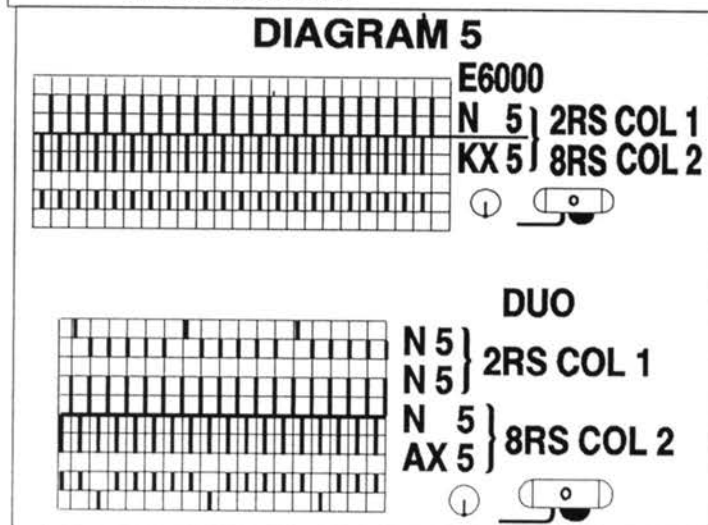 DIAGRAM 5
E6000
N 5 } 2RS COL 1
KX 5 } 8RS COL 2
DUO
N 5 } 2RS COL 1
N 5
N 5 } 8RS COL 2
AX 5